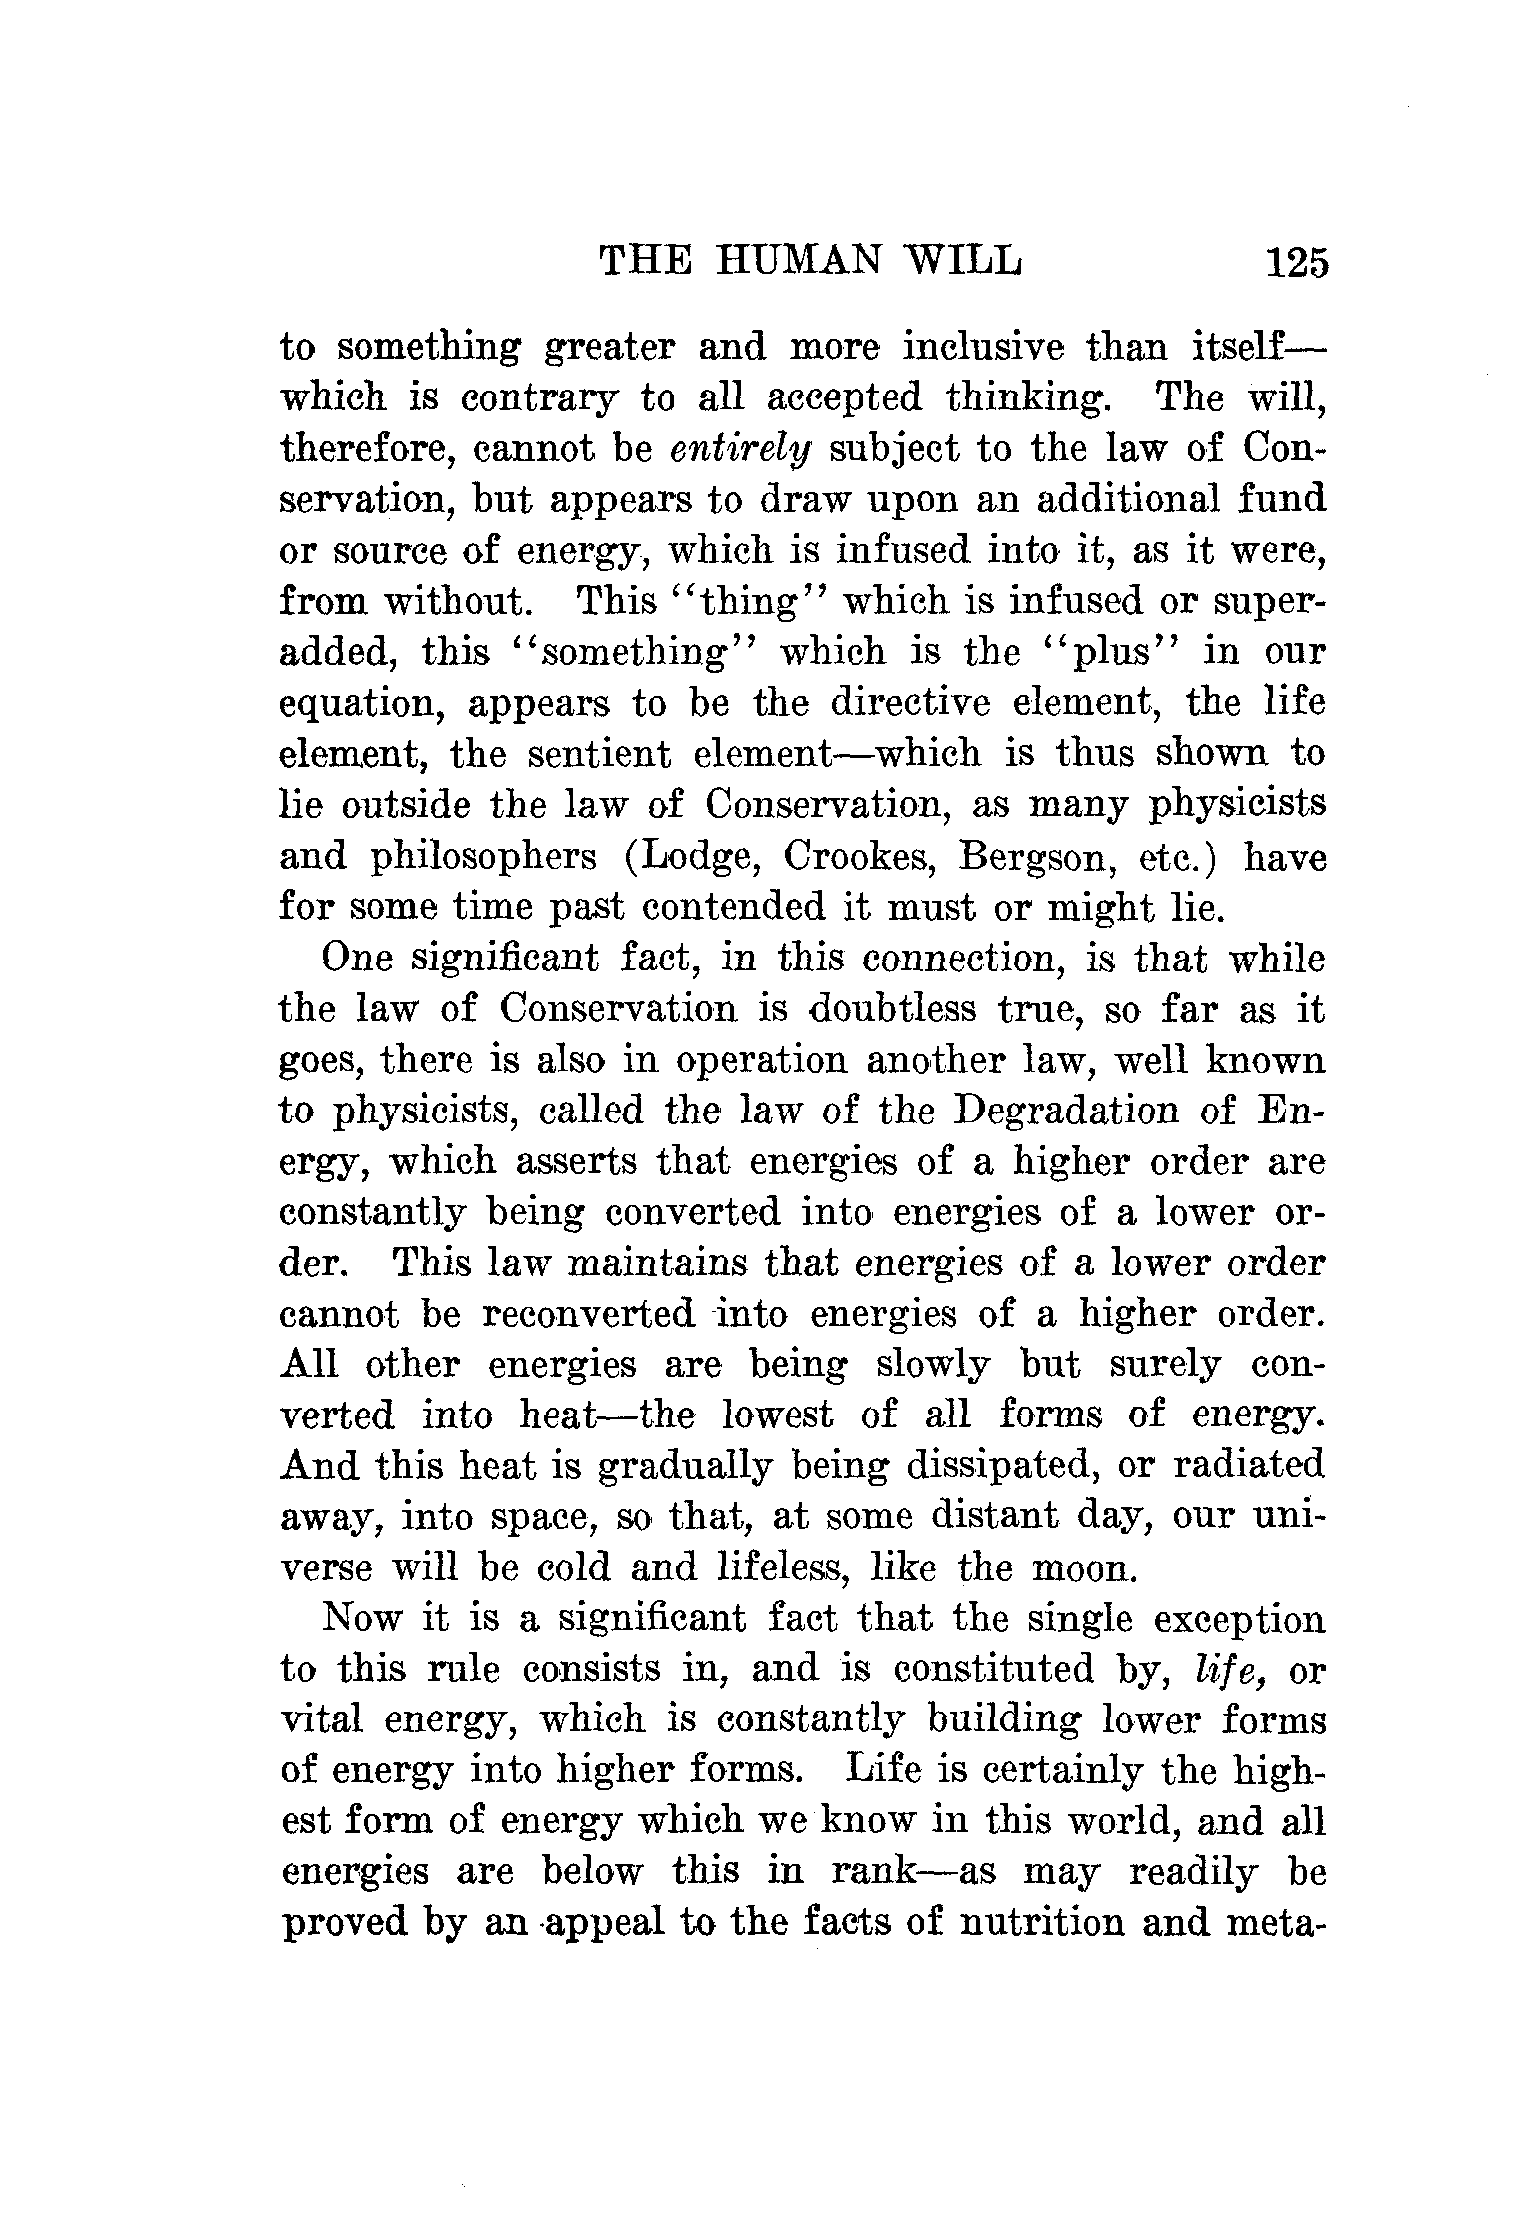 THE HUMAN WILL 125
to something greater and more inclusive than itself—
which is contrary to all accepted thinking. The will,
therefore, cannot be entirely subject to the law of Con-
servation, but appears to draw upon an additional fund
or source of energy, which is infused into it, as it were,
from without. This ‘‘thing’’ which is infused or super-
added, this ‘‘something’’ which is the ‘‘plus’’ in our
equation, appears to be the directive element, the life
element, the sentient element—which is thus shown to
lie outside the law of Conservation, as many physicists
and philosophers (Lodge, Crookes, Bergson, etc.) have
for some time past contended it must or might lie.
One significant fact, in this connection, is that while
the law of Conservation is doubtless true, so far as it
goes, there is also in operation another law, well known
to physicists, called the law of the Degradation of En-
ergy, which asserts that energies of a higher order are
constantly being converted into energies of a lower or-
der. This law maintains that energies of a lower order
cannot be reconverted into energies of a higher order.
All other energies are being slowly but surely con-
verted into heat—the lowest of all forms of energy.
And this heat is gradually being dissipated, or radiated
away, into space, so that, at some distant day, our uni-
verse will be cold and lifeless, like the moon.
Now it is a significant fact that the single exception
to this rule consists in, and is constituted by, life, or
vital energy, which is constantly building lower forms
of energy into higher forms. Life is certainly the high-
est form of energy which we know in this world, and all
energies are below this in rank—as may readily be
proved by an appeal to the facts of nutrition and meta-